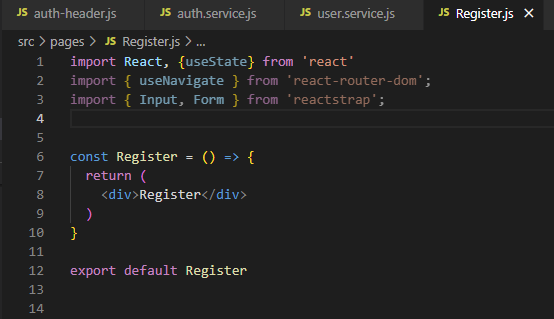 JS auth-header.js JS auth.service.js JS user.service.js JS Register.js ×
src > pages > JS Register.js > ...
1 import React, {useState} from 'react'
2 import { useNavigate } from 'react-router-dom';
3 import { Input, Form } from 'reactstrap';
4
5
6 const Register = () => {
7 return (
8 <div>Register</div>
9 )
10 }
11
12 export default Register
13
14